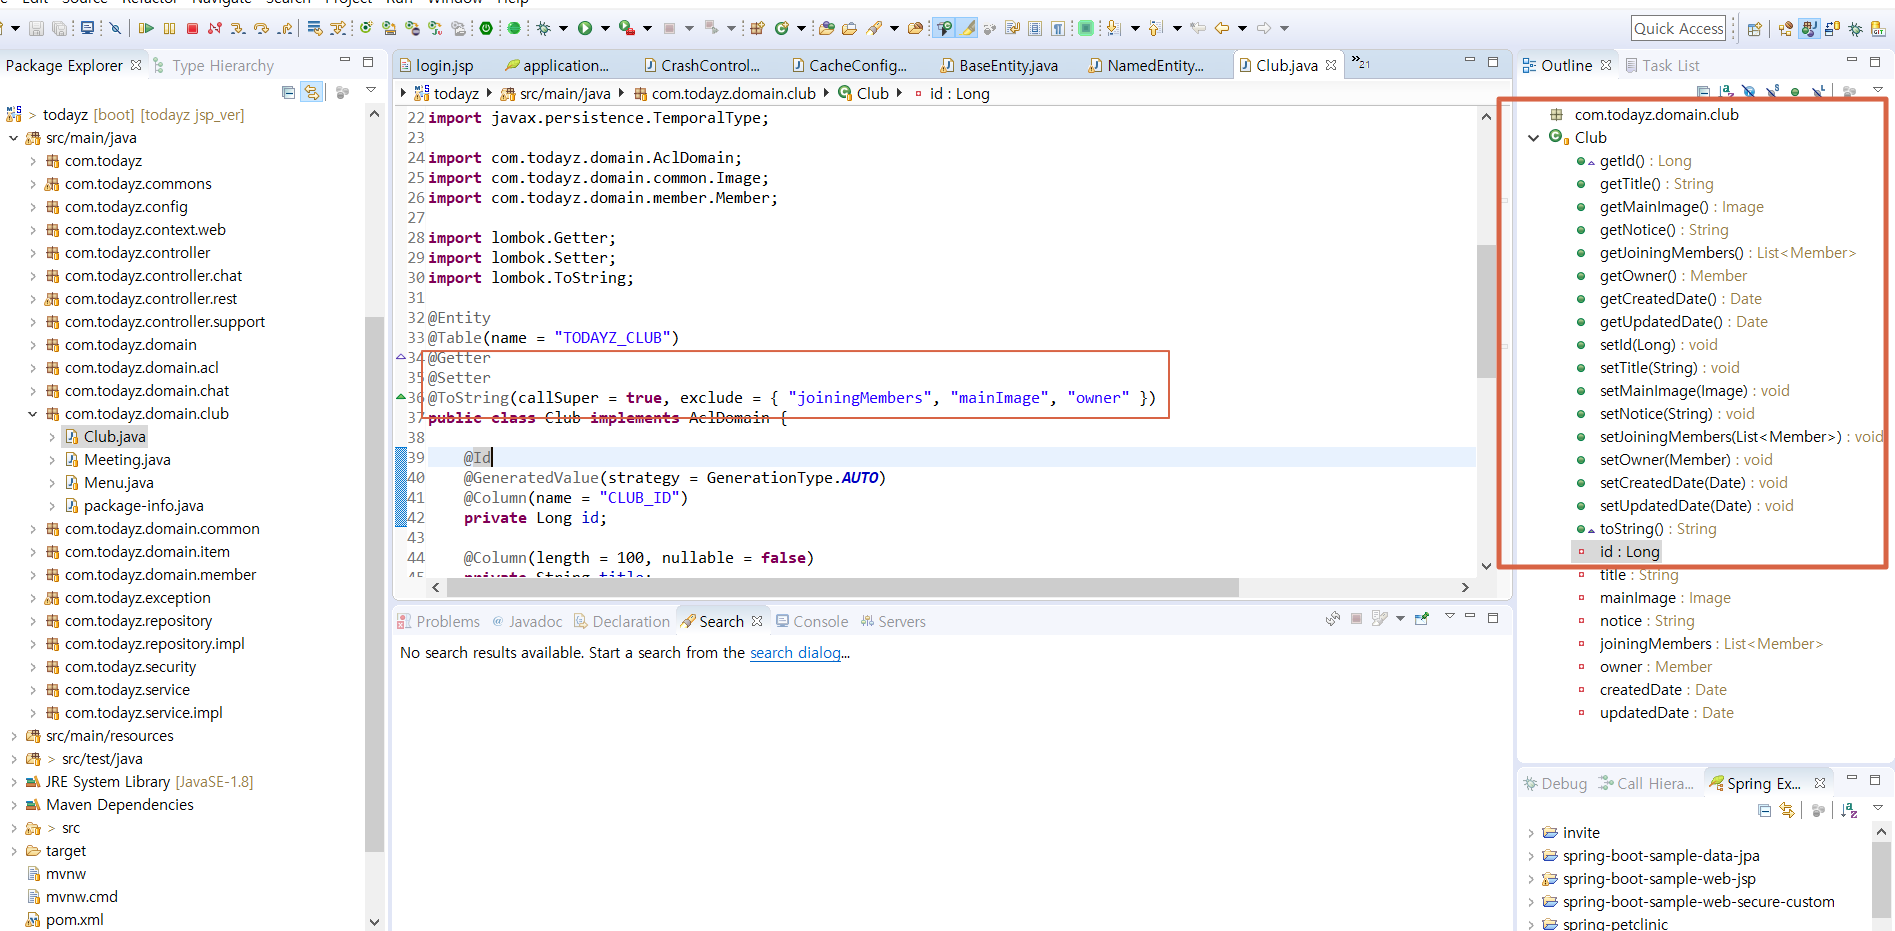 Edit Source Refactor Navigate Search Project Run Window Help
Quick Access
Package Explorer
Type Hierarchy
> todayz [boot] [todayz jsp_ver]
src/main/java
com.todayz
com.todayz.commons
com.todayz.config
com.todayz.context.web
com.todayz.controller
com.todayz.controller.chat
com.todayz.controller.rest
com.todayz.controller.support
com.todayz.domain
com.todayz.domain.acl
com.todayz.domain.chat
com.todayz.domain.club
Club.java
Meeting.java
Menu.java
package-info.java
com.todayz.domain.common
com.todayz.domain.item
com.todayz.domain.member
com.todayz.exception
com.todayz.repository
com.todayz.repository.impl
com.todayz.security
com.todayz.service
com.todayz.service.impl
src/main/resources
> src/test/java
JRE System Library [JavaSE-1.8]
Maven Dependencies
> src
target
mvnw
mvnw.cmd
pom.xml
login.jsp
application...
CrashControl...
CacheConfig...
BaseEntity.java
NamedEntity...
Club.java
»21
todayz
src/main/java
com.todayz.domain.club
Club
id : Long
22 import javax.persistence.TemporalType;
23
24 import com.todayz.domain.AclDomain;
25 import com.todayz.domain.common.Image;
26 import com.todayz.domain.member.Member;
27
28 import lombok.Getter;
29 import lombok.Setter;
30 import lombok.ToString;
31
32 @Entity
33 @Table(name = "TODAYZ_CLUB")
34 @Getter
35 @Setter
36 @ToString(callSuper = true, exclude = { "joiningMembers", "mainImage", "owner" })
37 public class Club implements AclDomain {
38
39 @Id
40 @GeneratedValue(strategy = GenerationType.AUTO)
41 @Column(name = "CLUB_ID")
42 private Long id;
43
44 @Column(length = 100, nullable = false)
45 private String title;
Problems
@ Javadoc
Declaration
Search
Console
Servers
No search results available. Start a search from the search dialog...
Outline
Task List
com.todayz.domain.club
Club
getId() : Long
getTitle() : String
getMainImage() : Image
getNotice() : String
getJoiningMembers() : List<Member>
getOwner() : Member
getCreatedDate() : Date
getUpdatedDate() : Date
setId(Long) : void
setTitle(String) : void
setMainImage(Image) : void
setNotice(String) : void
setJoiningMembers(List<Member>) : void
setOwner(Member) : void
setCreatedDate(Date) : void
setUpdatedDate(Date) : void
toString() : String
id : Long
title : String
mainImage : Image
notice : String
joiningMembers : List<Member>
owner : Member
createdDate : Date
updatedDate : Date
Debug
Call Hiera...
Spring Ex...
invite
spring-boot-sample-data-jpa
spring-boot-sample-web-jsp
spring-boot-sample-web-secure-custom
spring-petclinic